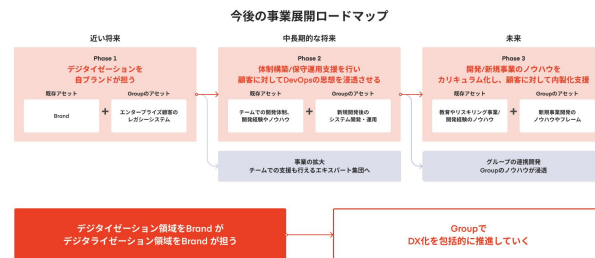 今後の事業展開ロードマップ
近い将来
中長期的な将来
未来
Phase 1
デジタイゼーションを
自ブランドが担う
既存アセット
Groupのアセット
Brand
+
エンタープライズ顧客の
レガシーシステム
Phase 2
体制構築/保守運用支援を行い
顧客に対してDevOpsの思想を浸透させる
既存アセット
Groupのアセット
チームでの開発体制、
開発経験やノウハウ
+
新規開発後の
システム開発・運用
Phase 3
開発/新規事業のノウハウを
カリキュラム化し、顧客に対して内製化支援
既存アセット
Groupのアセット
教育やリスキリング事業/
開発経験のノウハウ
+
新規事業開発の
ノウハウやフレーム
事業の拡大
チームでの支援も行えるエキスパート集団へ
グループの連携開発
Groupのノウハウが浸透
デジタイゼーション領域をBrand が
デジタライゼーション領域をBrand が担う
Groupで
DX化を包括的に推進していく